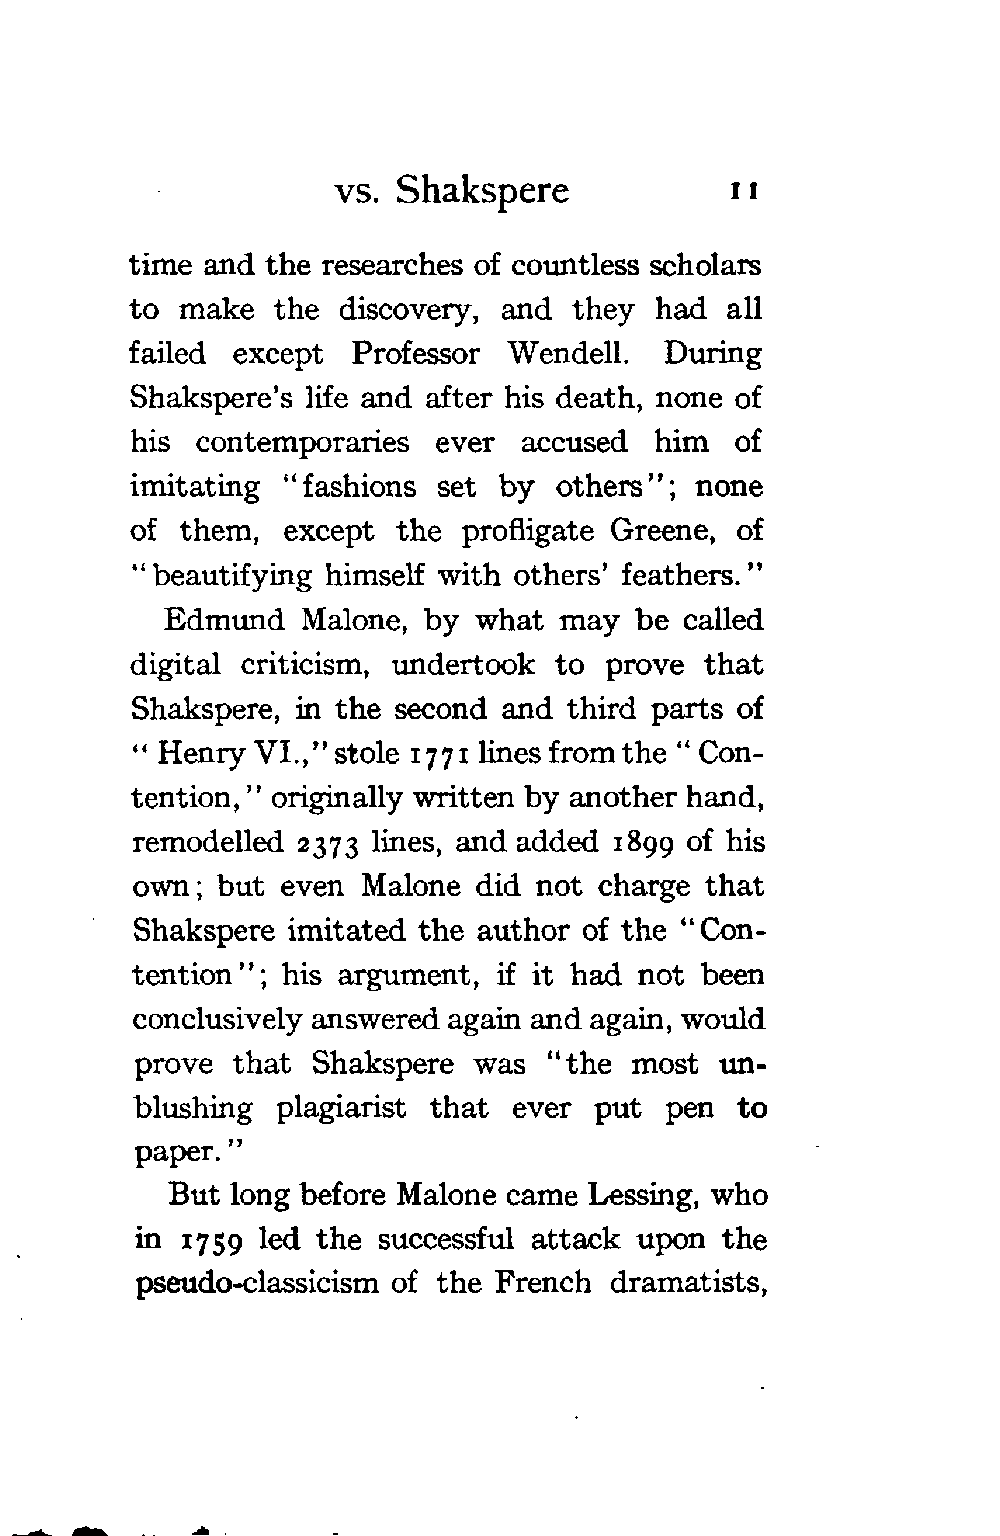 vs. Shakspere 11
time and the researches of countless scholars
to make the discovery, and they had all
failed except Professor Wendell. During
Shakspere's life and after his death, none of
his contemporaries ever accused him of
imitating "fashions set by others"; none
of them, except the profligate Greene, of
"beautifying himself with others' feathers."
Edmund Malone, by what may be called
digital criticism, undertook to prove that
Shakspere, in the second and third parts of
"Henry VI.," stole 1771 lines from the "Con-
tention," originally written by another hand,
remodelled 2373 lines, and added 1899 of his
own; but even Malone did not charge that
Shakspere imitated the author of the "Con-
tention"; his argument, if it had not been
conclusively answered again and again, would
prove that Shakspere was "the most un-
blushing plagiarist that ever put pen to
paper."
But long before Malone came Lessing, who
in 1759 led the successful attack upon the
pseudo-classicism of the French dramatists,